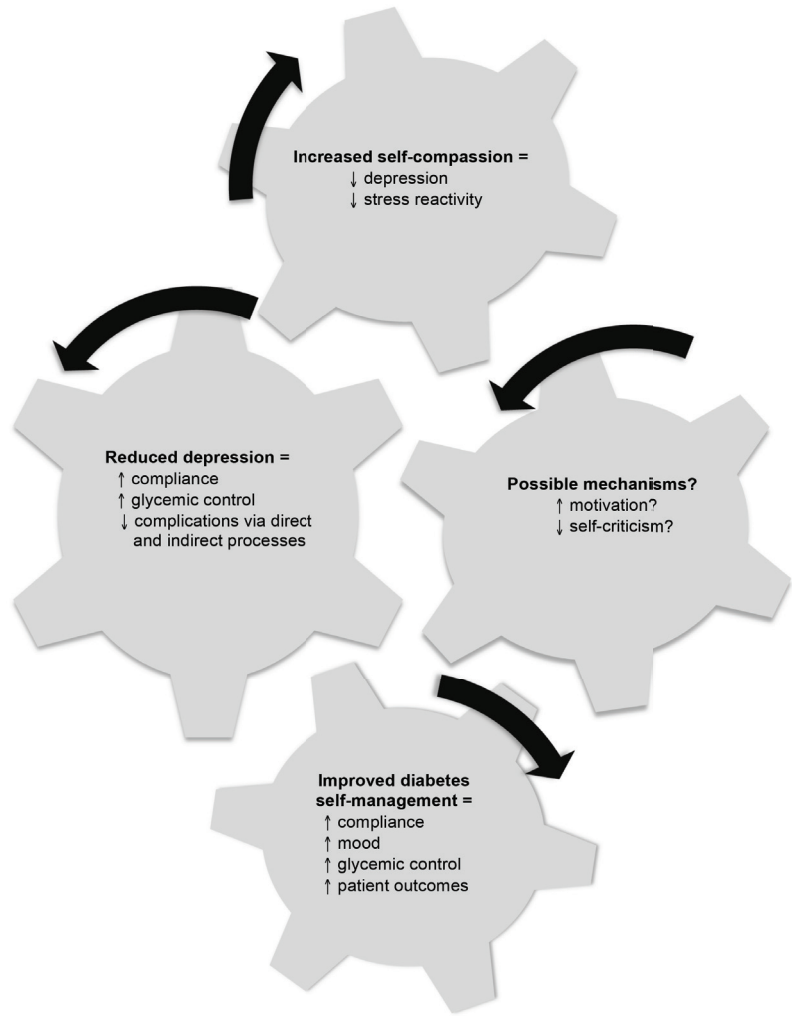 Increased self-compassion =
↓ depression
↓ stress reactivity
Reduced depression =
↑ compliance
↑ glycemic control
↓ complications via direct
and indirect processes
Possible mechanisms?
↑ motivation?
↓ self-criticism?
Improved diabetes
self-management =
↑ compliance
↑ mood
↑ glycemic control
↑ patient outcomes